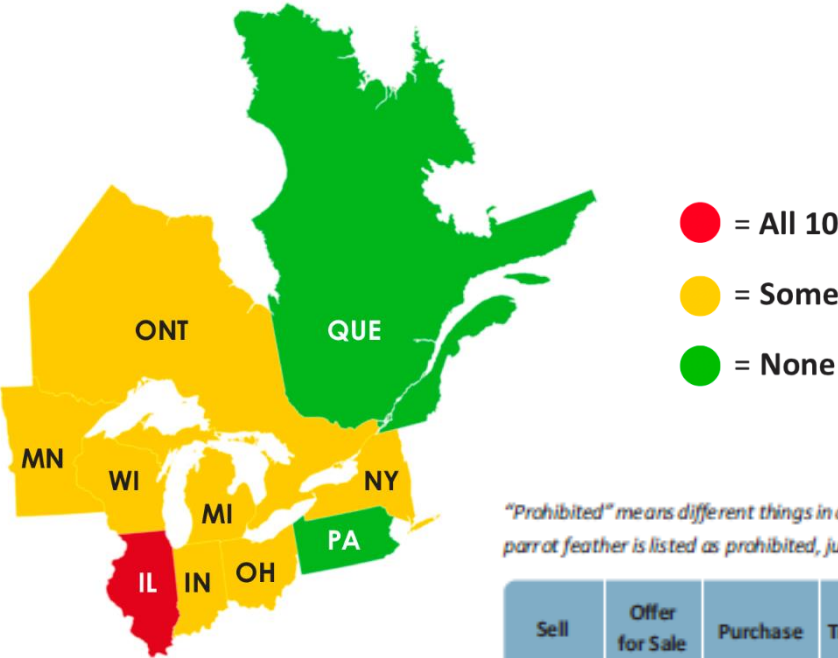 ONT
QUE
MN
WI
MI
NY
PA
IL
IN
OH
= All 10
= Some
= None
“Prohibited” means different things in
parrot feather is listed as prohibited,
Sell
Offer
for Sale
Purchase